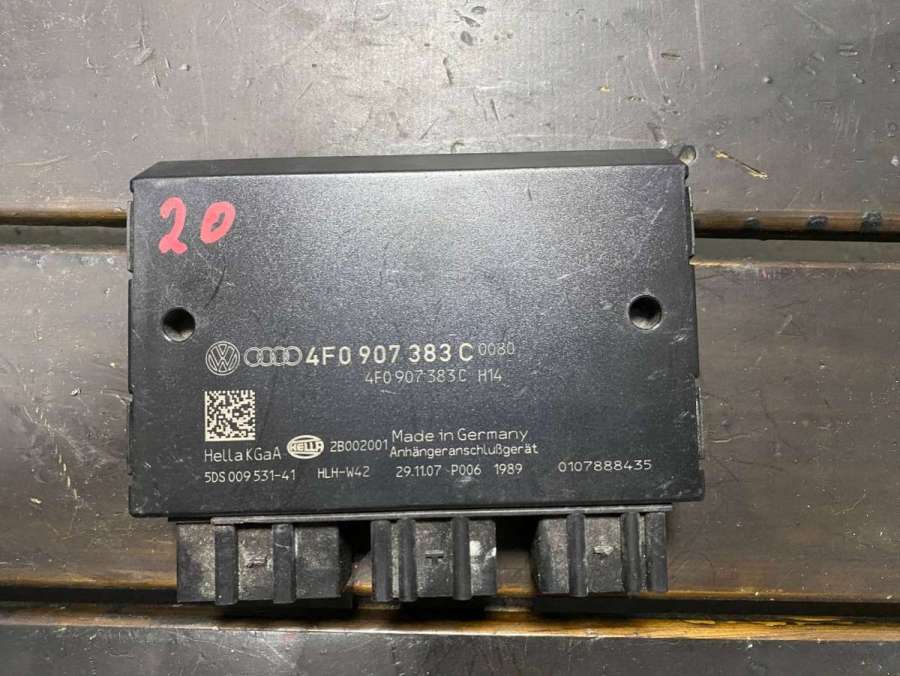 20
4F0 907 383 C 0080
4F0 907 383 C H14
Made in Germany
Hella KGaA HELLA 2B002001 Anhängeranschlußgerät
5DS 009 531-41 HLH-W42 29.11.07 P006 1989 0107888435